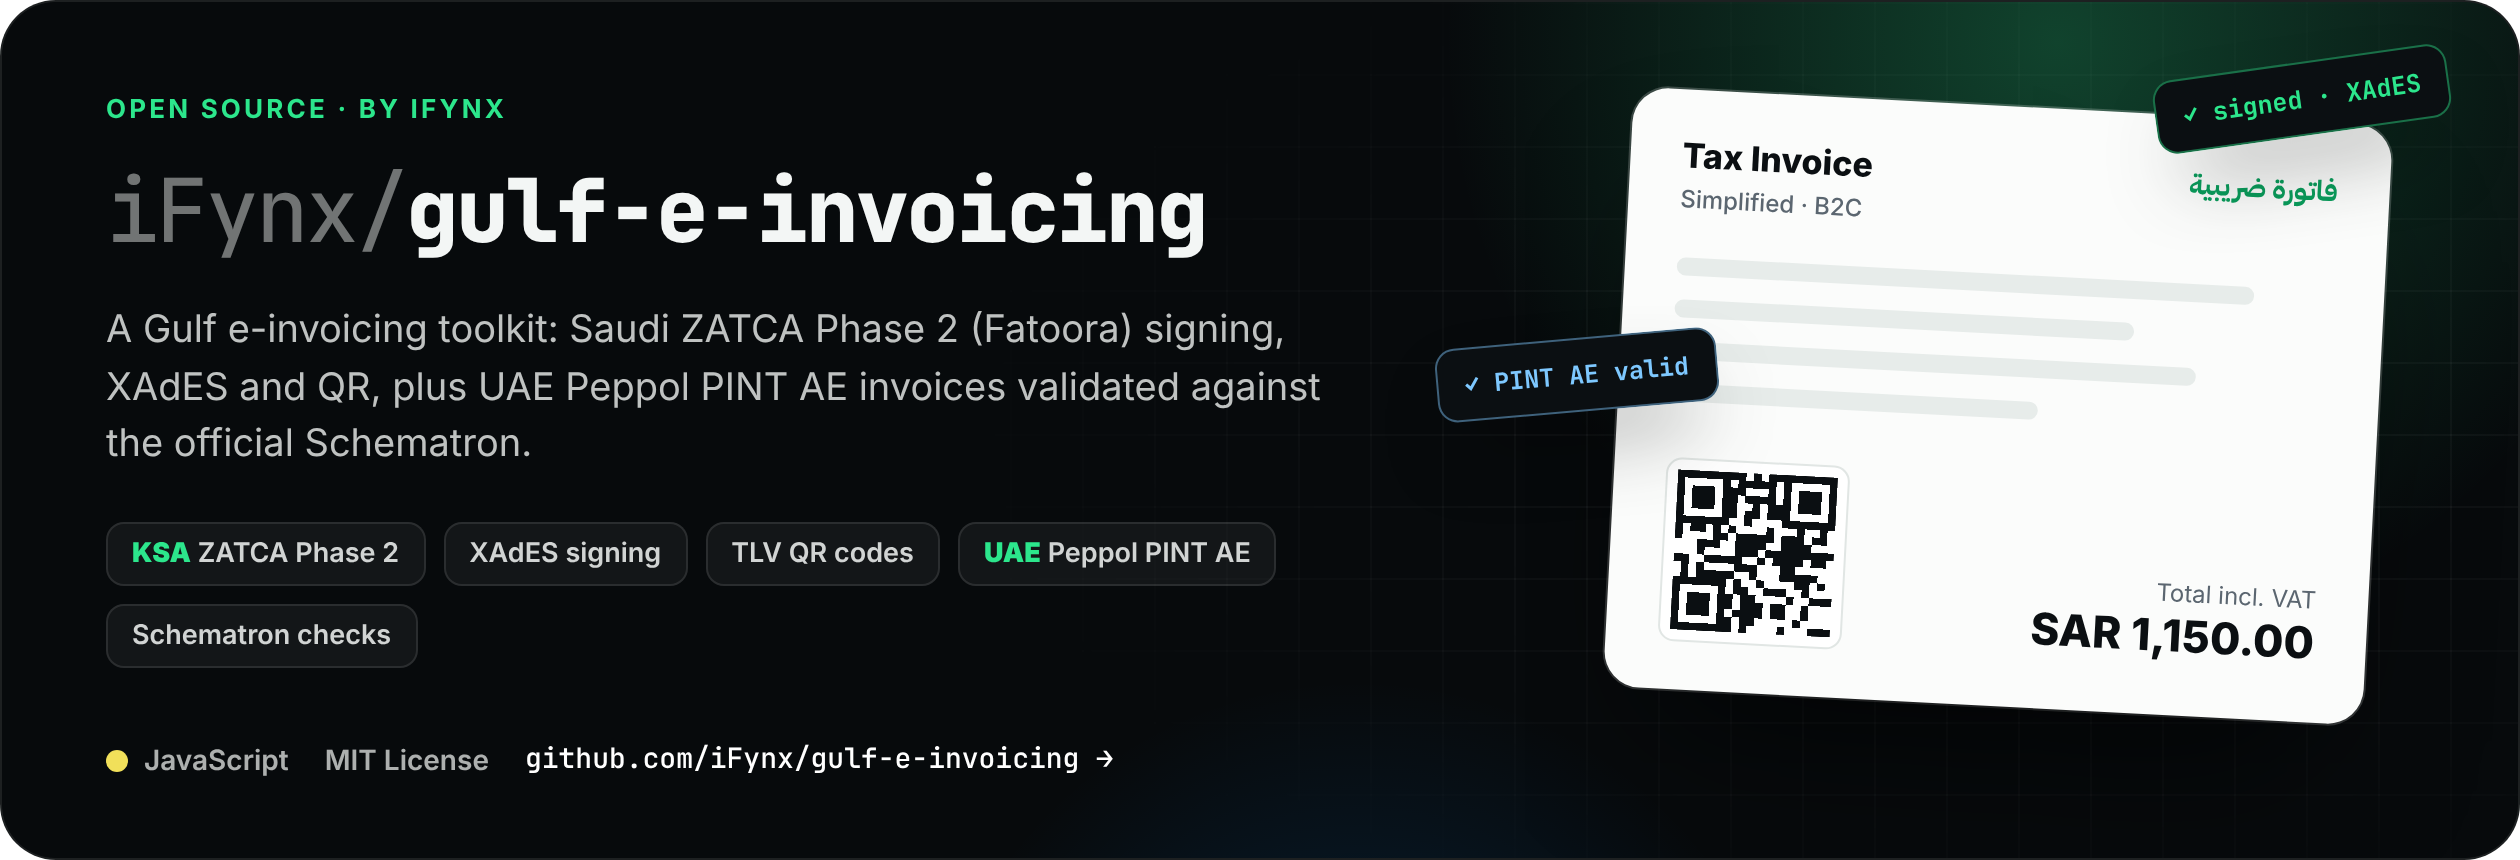 OPEN SOURCE · BY IFYNX
iFynx/gulf-e-invoicing
A Gulf e-invoicing toolkit: Saudi ZATCA Phase 2 (Fatoora) signing,
XAdES and QR, plus UAE Peppol PINT AE invoices validated against
the official Schematron.
KSA ZATCA Phase 2
XAdES signing
TLV QR codes
UAE Peppol PINT AE
Schematron checks
JavaScript
MIT License
github.com/iFynx/gulf-e-invoicing →
✓ signed · XAdES
Tax Invoice
فاتورة ضريبية
Simplified · B2C
✓ PINT AE valid
Total incl. VAT
SAR 1,150.00